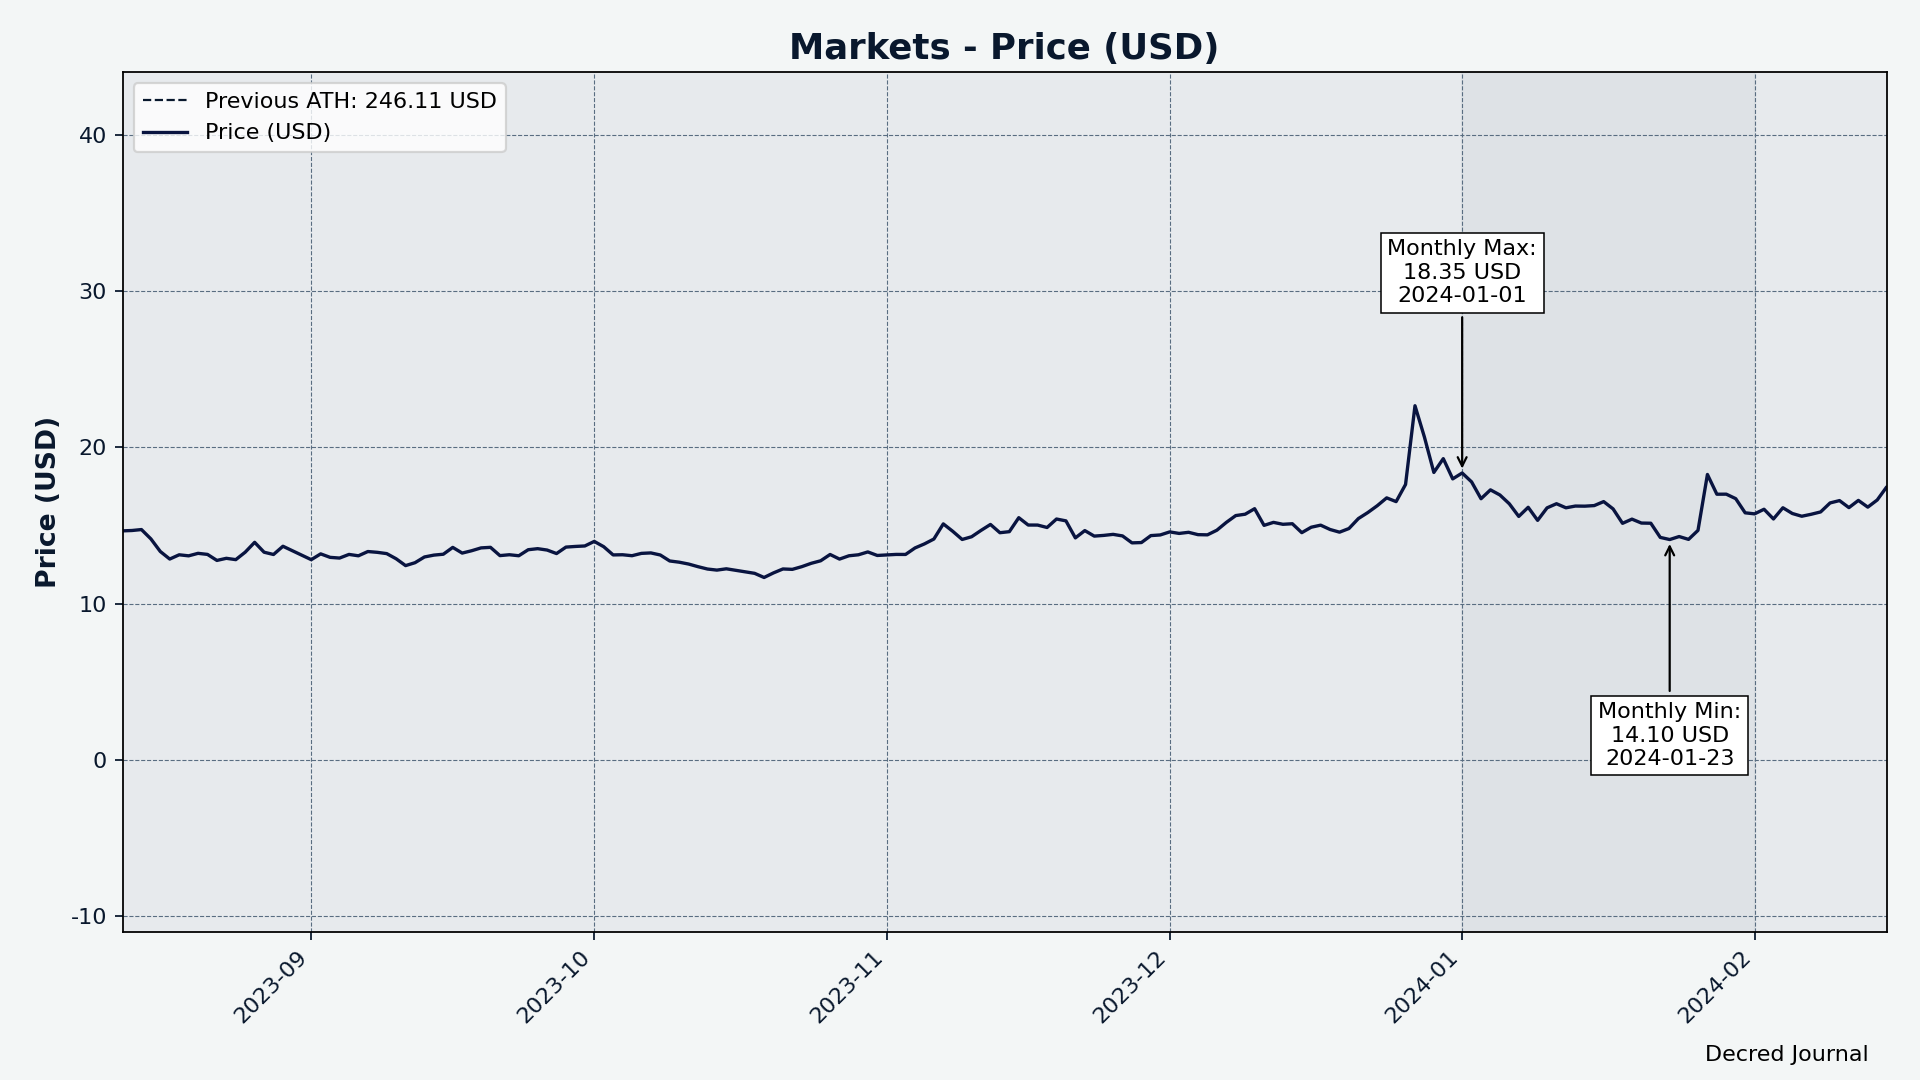 Markets - Price (USD)
Previous ATH: 246.11 USD
Price (USD)
Monthly Max:
18.35 USD
2024-01-01
Monthly Min:
14.10 USD
2024-01-23
Price (USD)
40
30
20
10
0
-10
2023-09
2023-10
2023-11
2023-12
2024-01
2024-02
Decred Journal